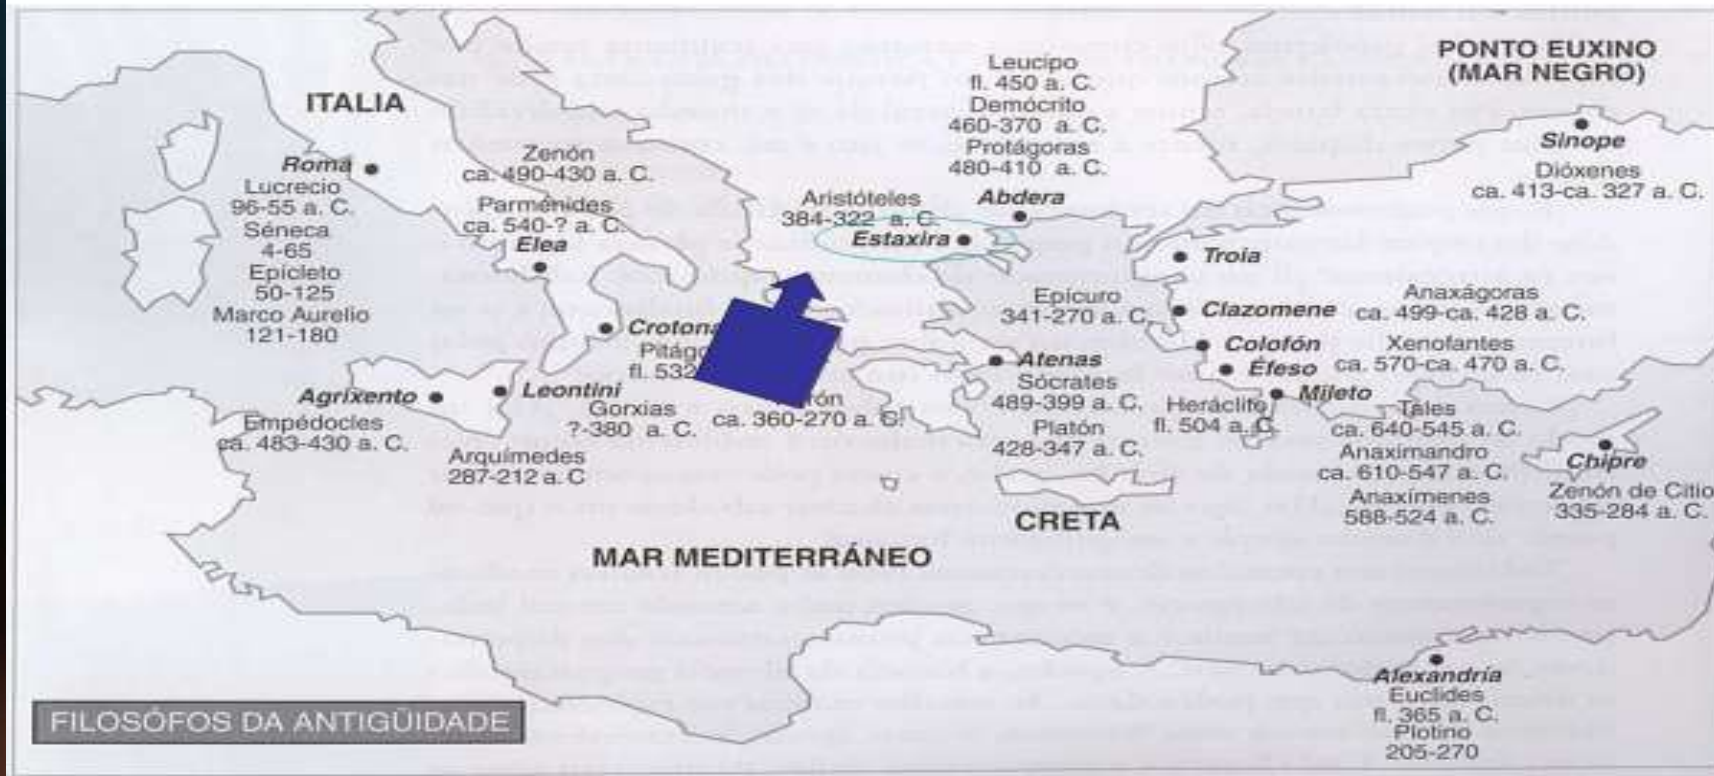 PONTO EUXINO
(MAR NEGRO)
Sinope
Dióxenes
ca. 413-ca. 327 a. C.
ITALIA
Roma
Lucrecio
96-55 a. C.
Séneca
4-65
Epícleto
50-125
Marco Aurelio
121-180
Zenón
ca. 490-430 a. C.
Parménides
ca. 540-? a. C.
Elea
Leucipo
fl. 450 a. C.
Demócrito
460-370 a. C.
Protágoras
480-410 a. C.
Abdera
Aristóteles
384-322 a. C.
Estaxira
Troia
Epícuro
341-270 a. C.
Clazomene
Anaxágoras
ca. 499-ca. 428 a. C.
Colofón
Xenofantes
ca. 570-ca. 470 a. C.
Éfeso
Heráclito
fl. 504 a. C.
Mileto
Tales
ca. 640-545 a. C.
Anaximandro
ca. 610-547 a. C.
Anaxímenes
588-524 a. C.
Chipre
Zenón de Citio
335-284 a. C.
Atenas
Sócrates
489-399 a. C.
Platón
428-347 a. C.
Crotona
fl. 532
ca. 360-270 a. C.
Agrixento
Empédocles
ca. 483-430 a. C.
Leontini
Gorxias
?-380 a. C.
Arquímedes
287-212 a. C
CRETA
MAR MEDITERRÁNEO
Alexandria
Euclides
fl. 365 a. C.
Plotino
205-270
FILOSÓFOS DA ANTIGÜIDADE